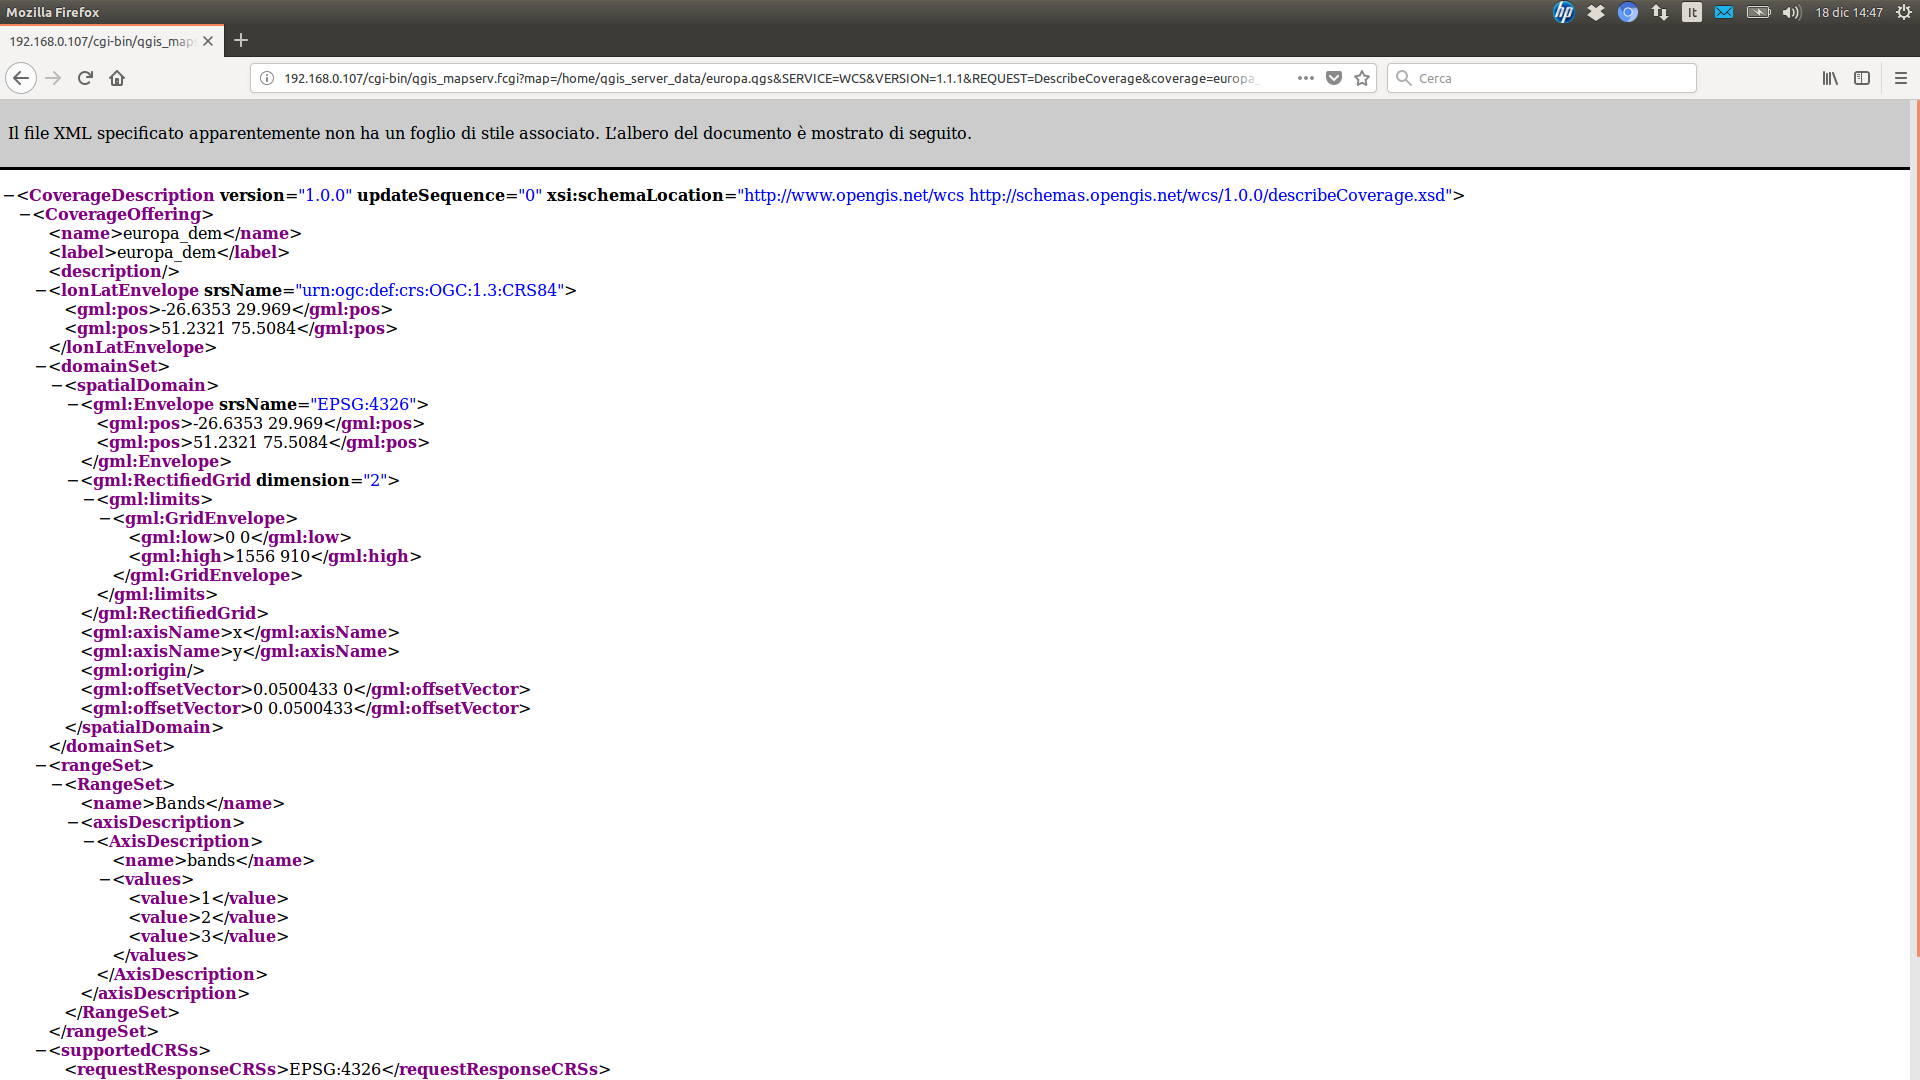 Mozilla Firefox
hp
It
18 dic 14:47
192.168.0.107/cgi-bin/qgis_map
192.168.0.107/cgi-bin/qgis_mapserv.fcgi?map=/home/qgis_server_data/europa.qgs&SERVICE=WCS&VERSION=1.1.1&REQUEST=DescribeCoverage&coverage=europa_
Cerca
Il file XML specificato apparentemente non ha un foglio di stile associato. L’albero del documento è mostrato di seguito.
−<CoverageDescription version="1.0.0" updateSequence="0" xsi:schemaLocation="http://www.opengis.net/wcs http://schemas.opengis.net/wcs/1.0.0/describeCoverage.xsd">
−<CoverageOffering>
<name>europa_dem</name>
<label>europa_dem</label>
<description/>
−<lonLatEnvelope srsName="urn:ogc:def:crs:OGC:1.3:CRS84">
<gml:pos>-26.6353 29.969</gml:pos>
<gml:pos>51.2321 75.5084</gml:pos>
</lonLatEnvelope>
−<domainSet>
−<spatialDomain>
−<gml:Envelope srsName="EPSG:4326">
<gml:pos>-26.6353 29.969</gml:pos>
<gml:pos>51.2321 75.5084</gml:pos>
</gml:Envelope>
−<gml:RectifiedGrid dimension="2">
−<gml:limits>
−<gml:GridEnvelope>
<gml:low>0 0</gml:low>
<gml:high>1556 910</gml:high>
</gml:GridEnvelope>
</gml:limits>
</gml:RectifiedGrid>
<gml:axisName>x</gml:axisName>
<gml:axisName>y</gml:axisName>
<gml:origin/>
<gml:offsetVector>0.0500433 0</gml:offsetVector>
<gml:offsetVector>0 0.0500433</gml:offsetVector>
</spatialDomain>
</domainSet>
−<rangeSet>
−<RangeSet>
<name>Bands</name>
−<axisDescription>
−<AxisDescription>
<name>bands</name>
−<values>
<value>1</value>
<value>2</value>
<value>3</value>
</values>
</AxisDescription>
</axisDescription>
</RangeSet>
</rangeSet>
−<supportedCRSs>
<requestResponseCRSs>EPSG:4326</requestResponseCRSs>